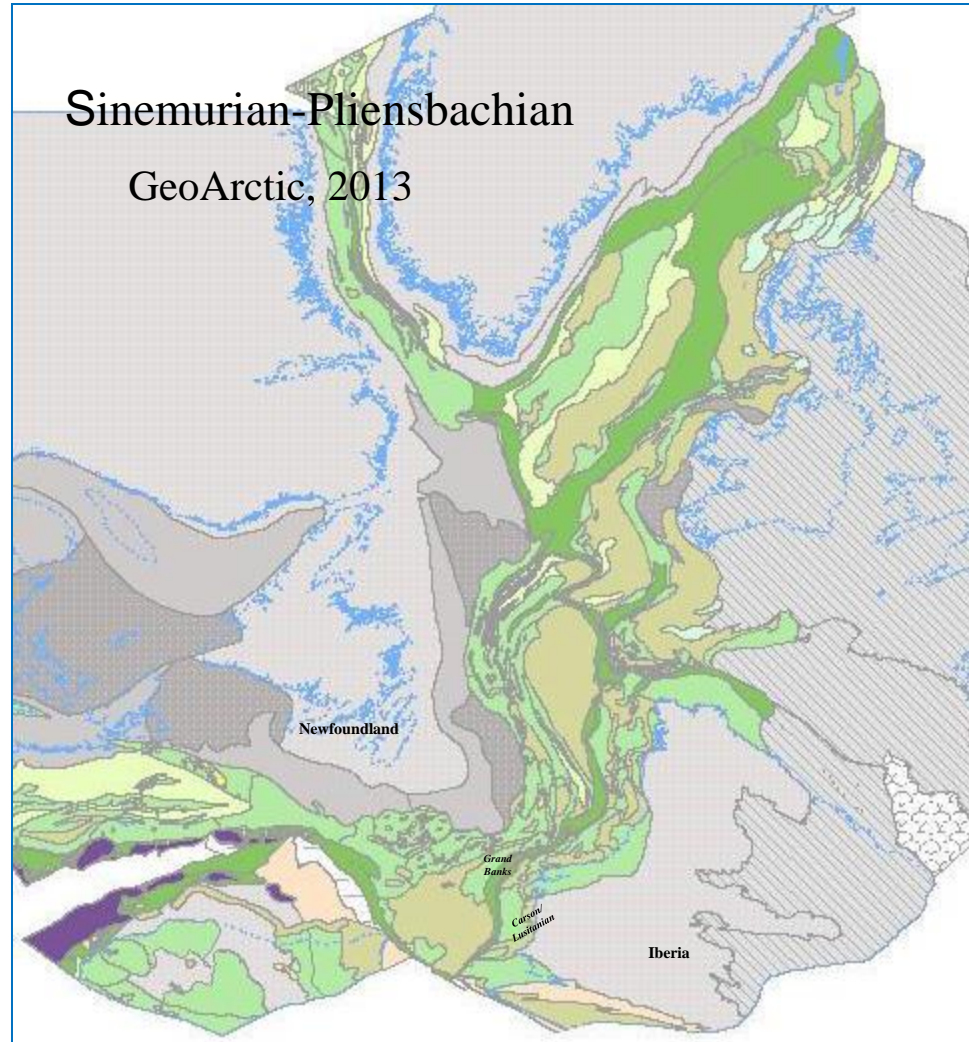 Sinemurian-Pliensbachian
GeoArctic, 2013
Newfoundland
Grand
Banks
Carson/
Lusitanian
Iberia